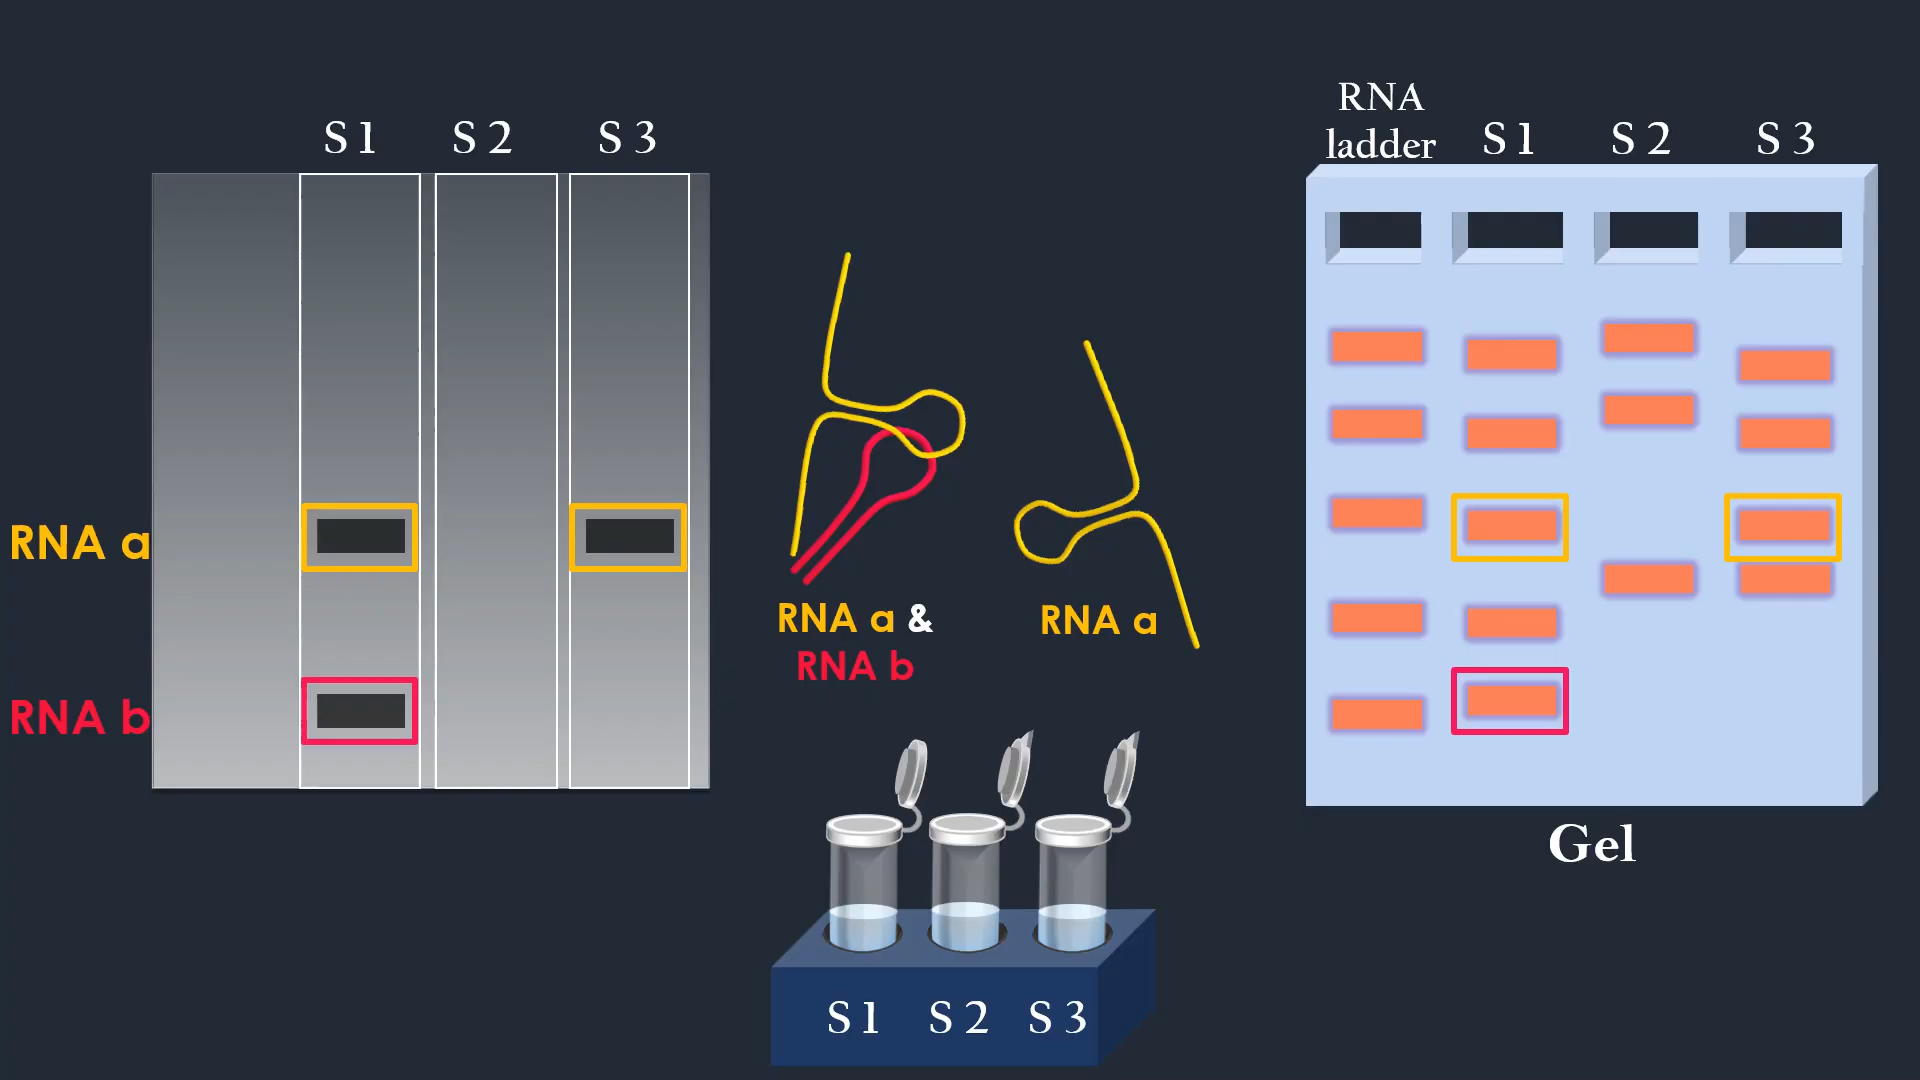 S 1 S 2 S 3
RNA a
RNA b
RNA a &
RNA b
RNA a
S 1 S 2 S 3
RNA
ladder
S 1 S 2 S 3
Gel